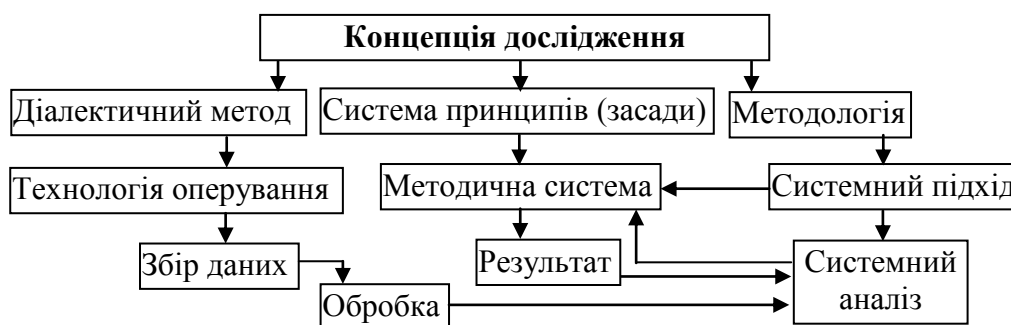 Концепція дослідження
Діалектичний метод
Система принципів (засади)
Методологія
Технологія оперування
Методична система
Системний підхід
Збір даних
Результат
Системний
аналіз
Обробка